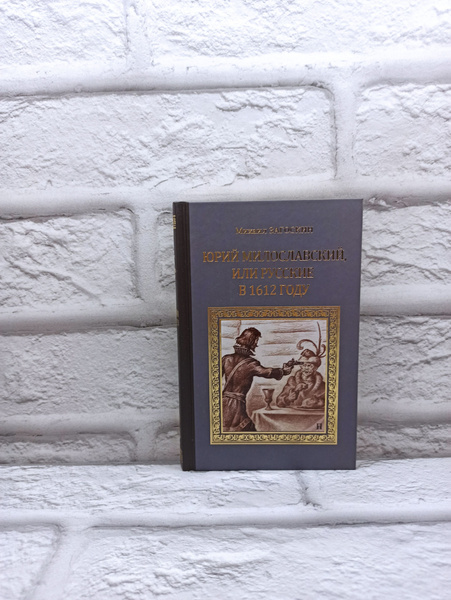 Михаил Загоскин
ЮРИЙ МИЛОСЛАВСКИЙ,
ИЛИ РУССКИЕ
В 1612 ГОДУ